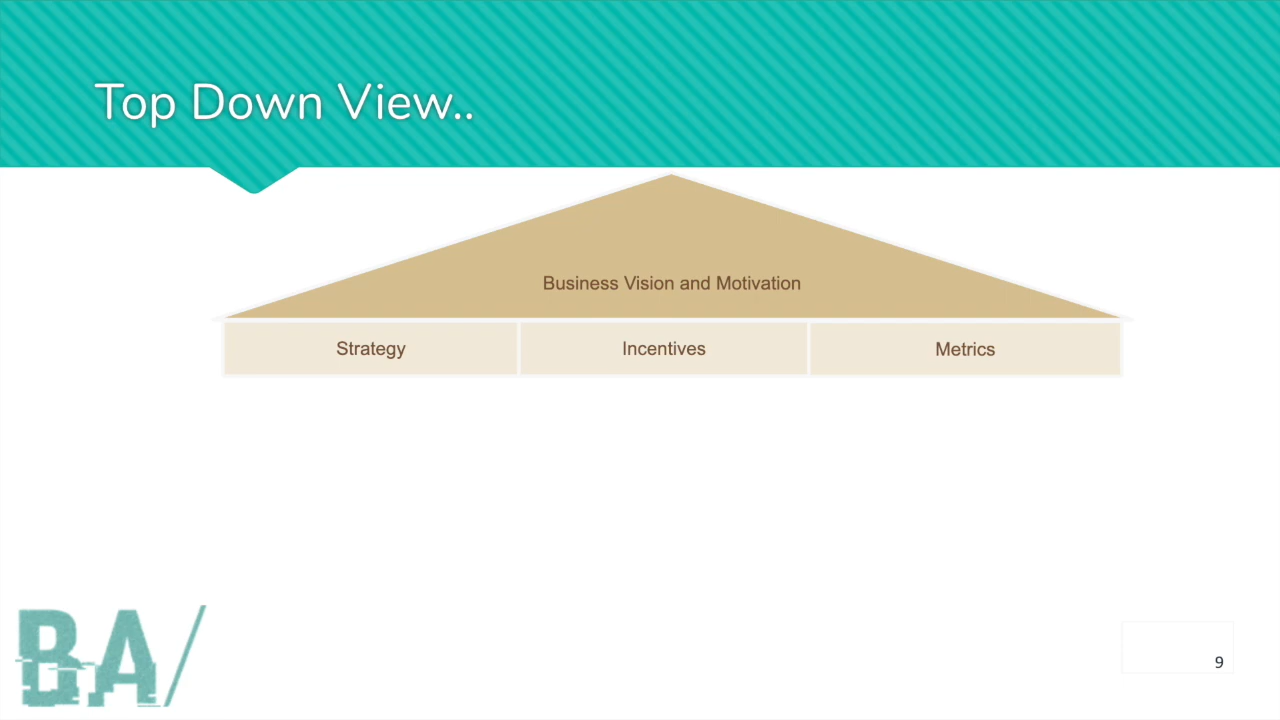 Top Down View..
Business Vision and Motivation
Strategy
Incentives
Metrics
BA/
9